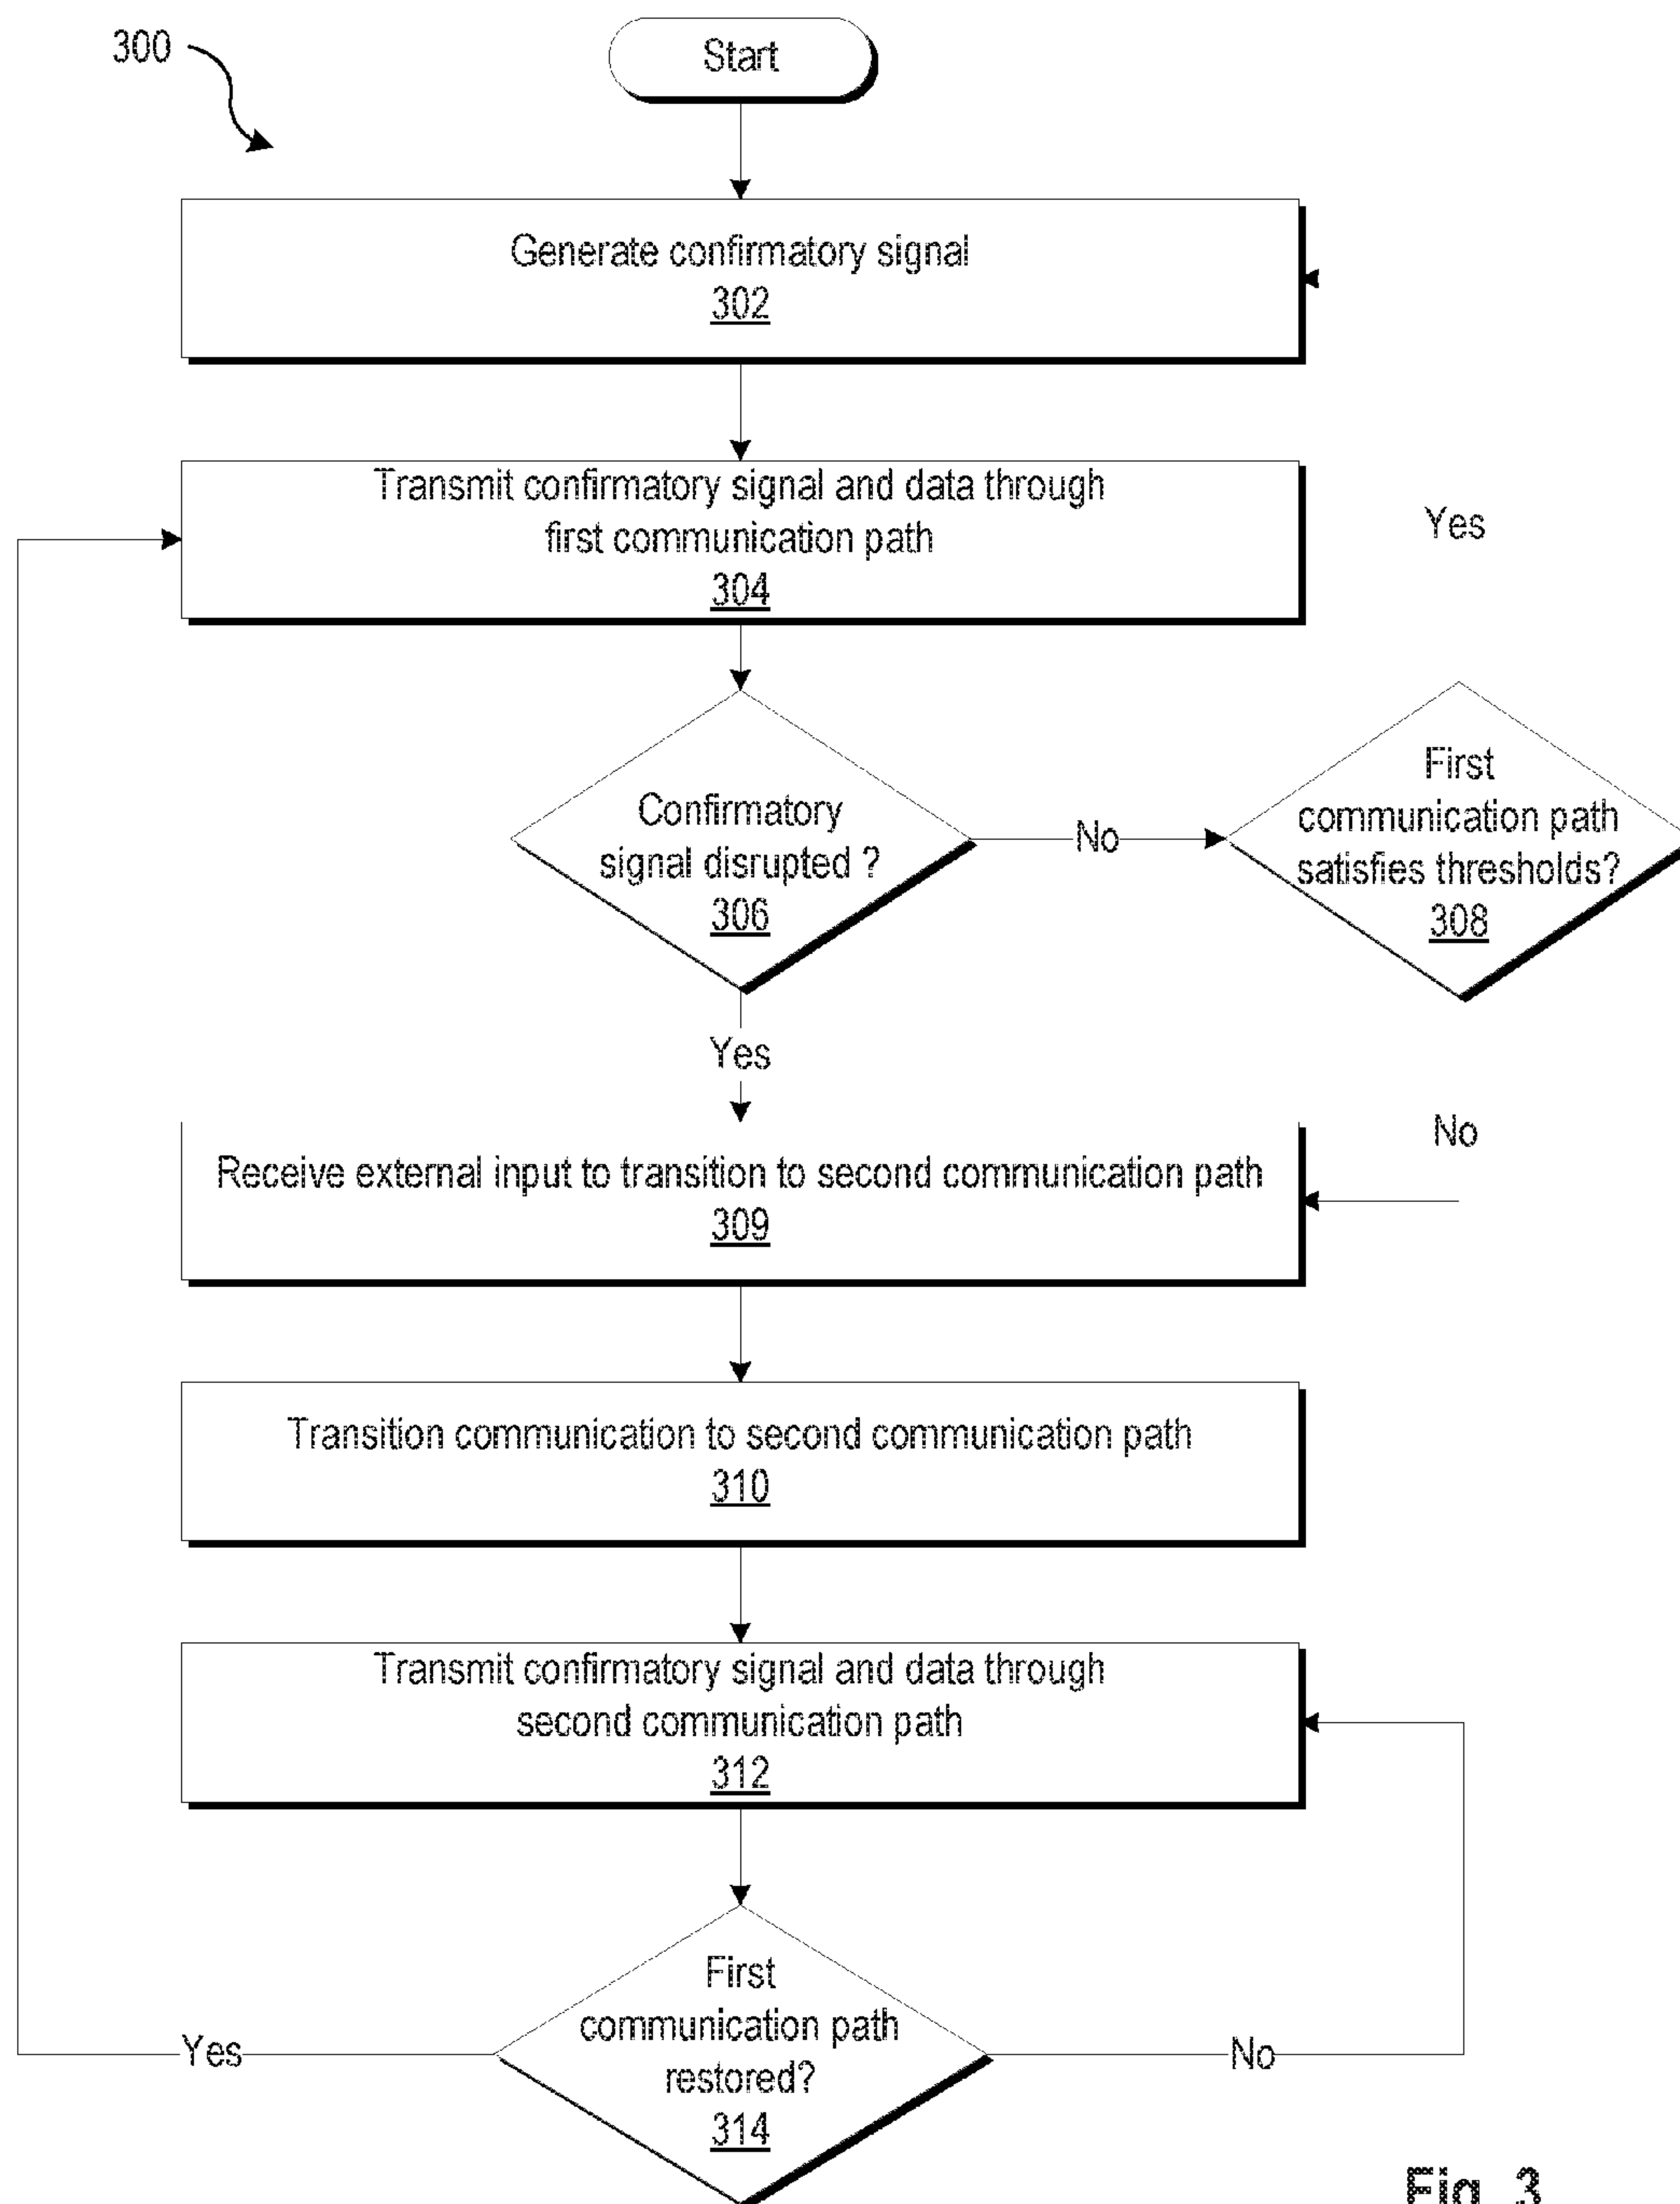 300
Start
Generate confirmatory signal
302
Transmit confirmatory signal and data through
first communication path
304
Yes
Confirmatory
signal disrupted ?
306
No
First
communication path
satisfies thresholds?
308
Yes
No
Receive external input to transition to second communication path
309
Transition communication to second communication path
310
Transmit confirmatory signal and data through
second communication path
312
First
communication path
restored?
314
Yes
No
Fig. 3